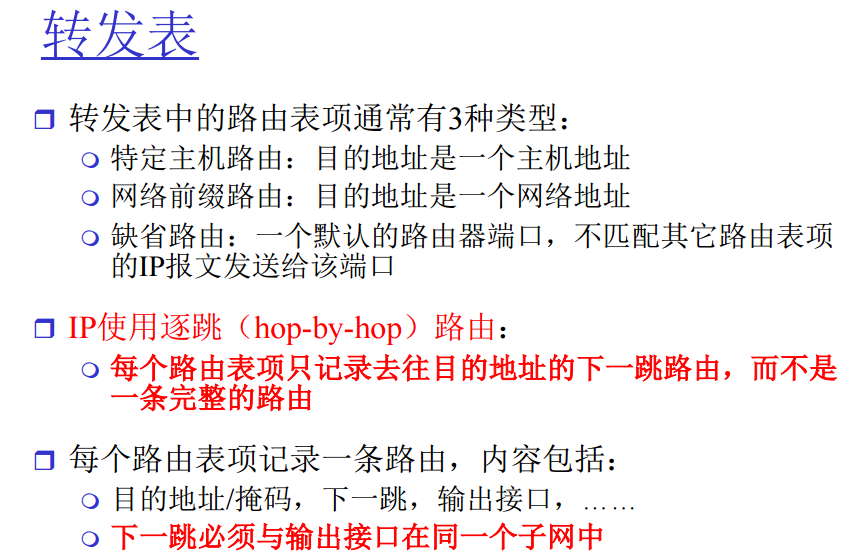 转发表
转发表中的路由表项通常有3种类型：
特定主机路由：目的地址是一个主机地址
网络前缀路由：目的地址是一个网络地址
缺省路由：一个默认的路由器端口，不匹配其它路由表项
的IP报文发送给该端口
IP使用逐跳（hop-by-hop）路由：
每个路由表项只记录去往目的地址的下一跳路由，而不是
一条完整的路由
每个路由表项记录一条路由，内容包括：
目的地址/掩码，下一跳，输出接口，……
下一跳必须与输出接口在同一个子网中